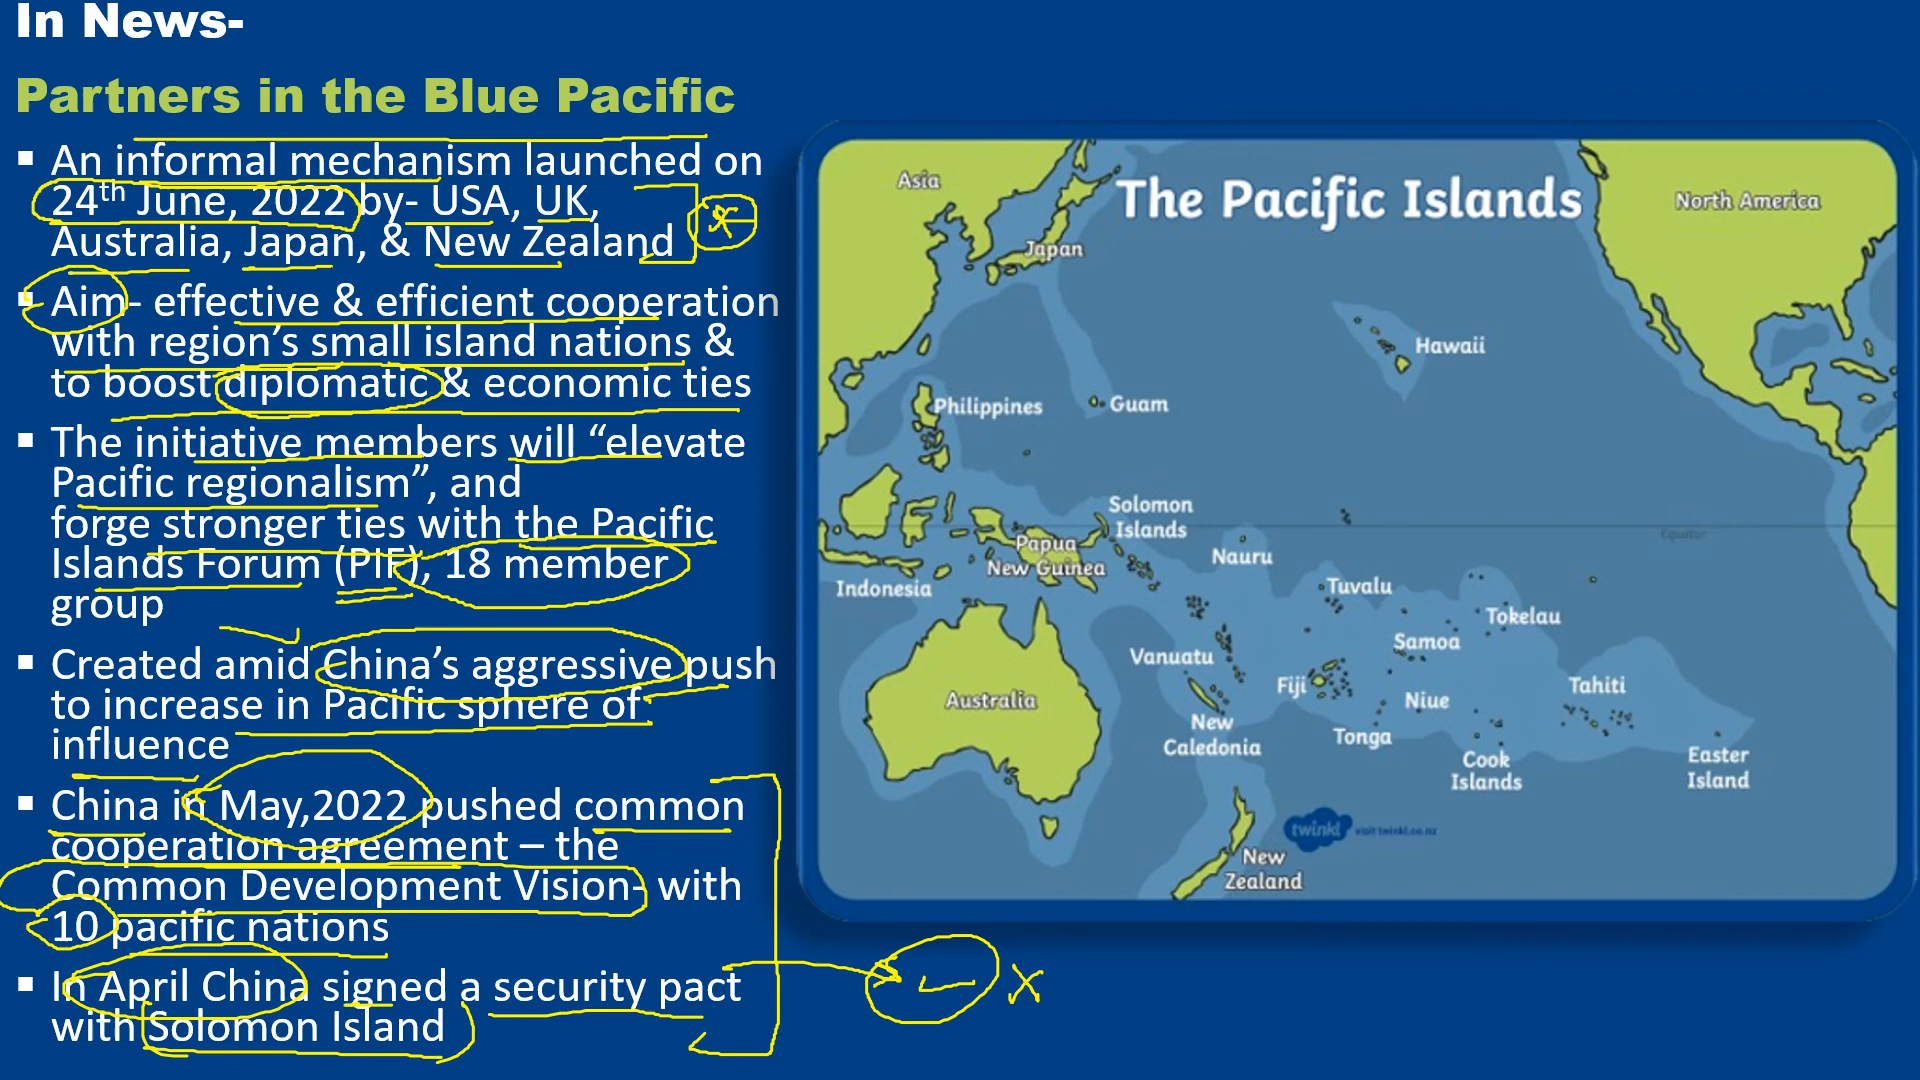 In News-
Partners in the Blue Pacific
▪ An informal mechanism launched on
24th June, 2022 by- USA, UK,
Australia, Japan, & New Zealand
▪ Aim- effective & efficient cooperation
with region’s small island nations &
to boost diplomatic & economic ties
▪ The initiative members will “elevate
Pacific regionalism”, and
forge stronger ties with the Pacific
Islands Forum (PIF), 18 member
group
▪ Created amid China’s aggressive push
to increase in Pacific sphere of
influence
▪ China in May,2022 pushed common
cooperation agreement – the
Common Development Vision- with
10 pacific nations
▪ In April China signed a security pact
with Solomon Island
The Pacific Islands
Asia
North America
Japan
Hawaii
Philippines
Guam
Solomon
Islands
Equator
Papua
New Guinea
Nauru
Indonesia
Tuvalu
Tokelau
Samoa
Vanuatu
Fiji
Tahiti
Australia
Niue
New
Caledonia
Tonga
Cook
Islands
Easter
Island
twinkl visit twinkl.co.nz
New
Zealand